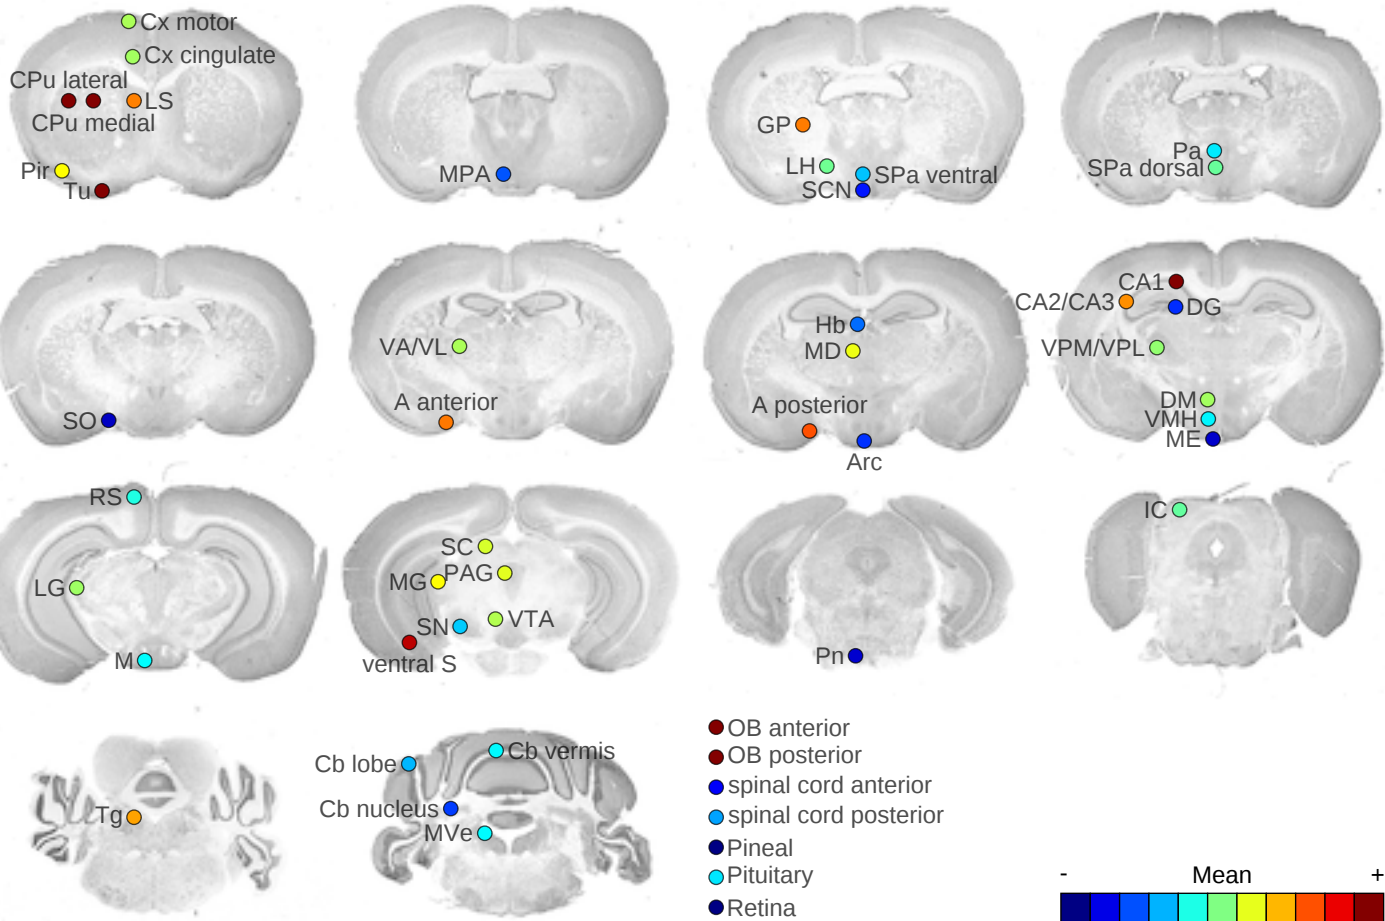 Cx motor
Cx cingulate
CPu lateral
LS
CPu medial
Pir
Tu
MPA
GP
LH
SPa ventral
SCN
Pa
SPa dorsal
SO
VA/VL
A anterior
Hb
MD
A posterior
Arc
CA1
CA2/CA3
DG
VPM/VPL
DM
VMH
ME
RS
LG
M
SC
MG
PAG
SN
VTA
ventral S
Pn
IC
Tg
Cb lobe
Cb vermis
Cb nucleus
MVe
OB anterior
OB posterior
spinal cord anterior
spinal cord posterior
Pineal
Pituitary
Retina
- Mean +